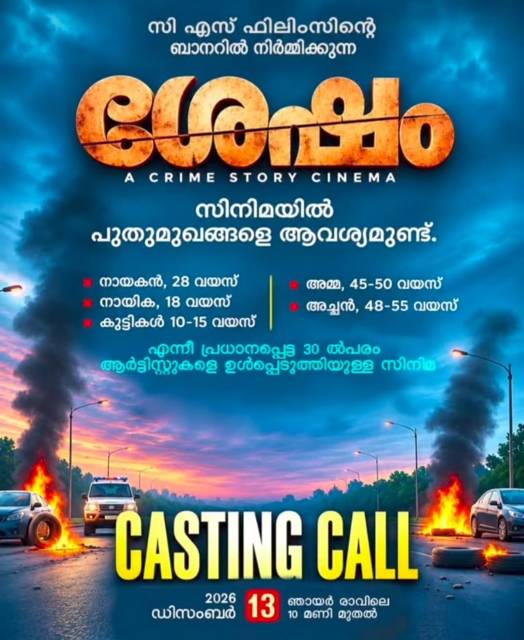 സി എസ് ഫിലിംസിന്റെ
ബാനറിൽ നിർമ്മിക്കുന്ന
ശേഷം
A CRIME STORY CINEMA
സിനിമയിൽ
പുതുമുഖങ്ങളെ ആവശ്യമുണ്ട്.
നായകൻ, 28 വയസ്
നായിക, 18 വയസ്
കുട്ടികൾ 10-15 വയസ്
അമ്മ, 45-50 വയസ്
അച്ഛൻ, 48-55 വയസ്
എന്നീ പ്രധാനപ്പെട്ട 30 ൽപരം
ആർട്ടിസ്റ്റുകളെ ഉൾപ്പെടുത്തിയുള്ള സിനിമ
CASTING CALL
2026
ഡിസംബർ
13
ഞായർ രാവിലെ
10 മണി മുതൽ